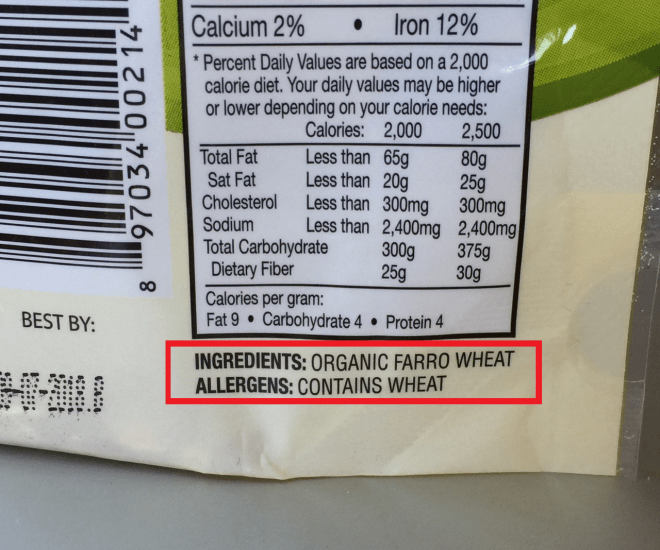 Calcium 2% • Iron 12%
* Percent Daily Values are based on a 2,000
calorie diet. Your daily values may be higher
or lower depending on your calorie needs:
Calories: 2,000 2,500
Total Fat Less than 65g 80g
Sat Fat Less than 20g 25g
Cholesterol Less than 300mg 300mg
Sodium Less than 2,400mg 2,400mg
Total Carbohydrate 300g 375g
Dietary Fiber 25g 30g
Calories per gram:
Fat 9 • Carbohydrate 4 • Protein 4
INGREDIENTS: ORGANIC FARRO WHEAT
ALLERGENS: CONTAINS WHEAT
8 97034 00214
BEST BY: